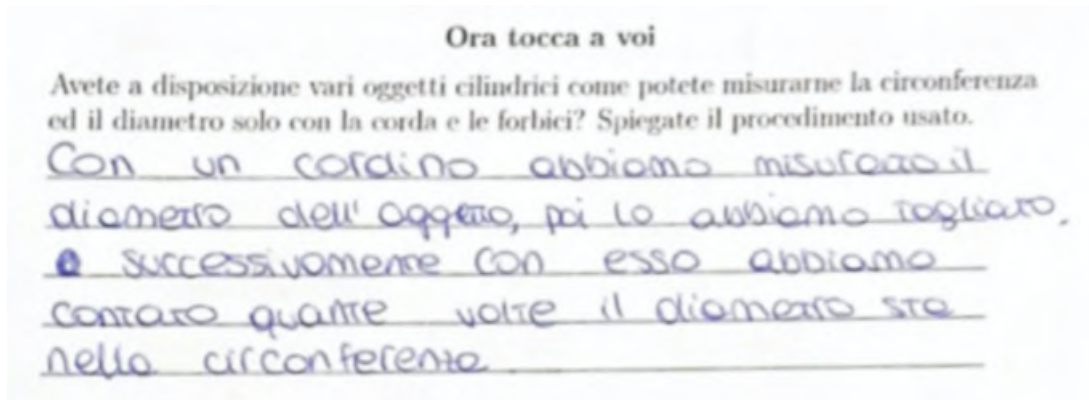 Ora tocca a voi
Avete a disposizione vari oggetti cilindrici come potete misurarne la circonferenza
ed il diametro solo con la corda e le forbici? Spiegate il procedimento usato.
Con un cordino abbiamo misurato il
diametro dell' oggetto, poi lo abbiamo tagliato.
e successivamente con esso abbiamo
contato quante volte il diametro sta
nella circonferenza